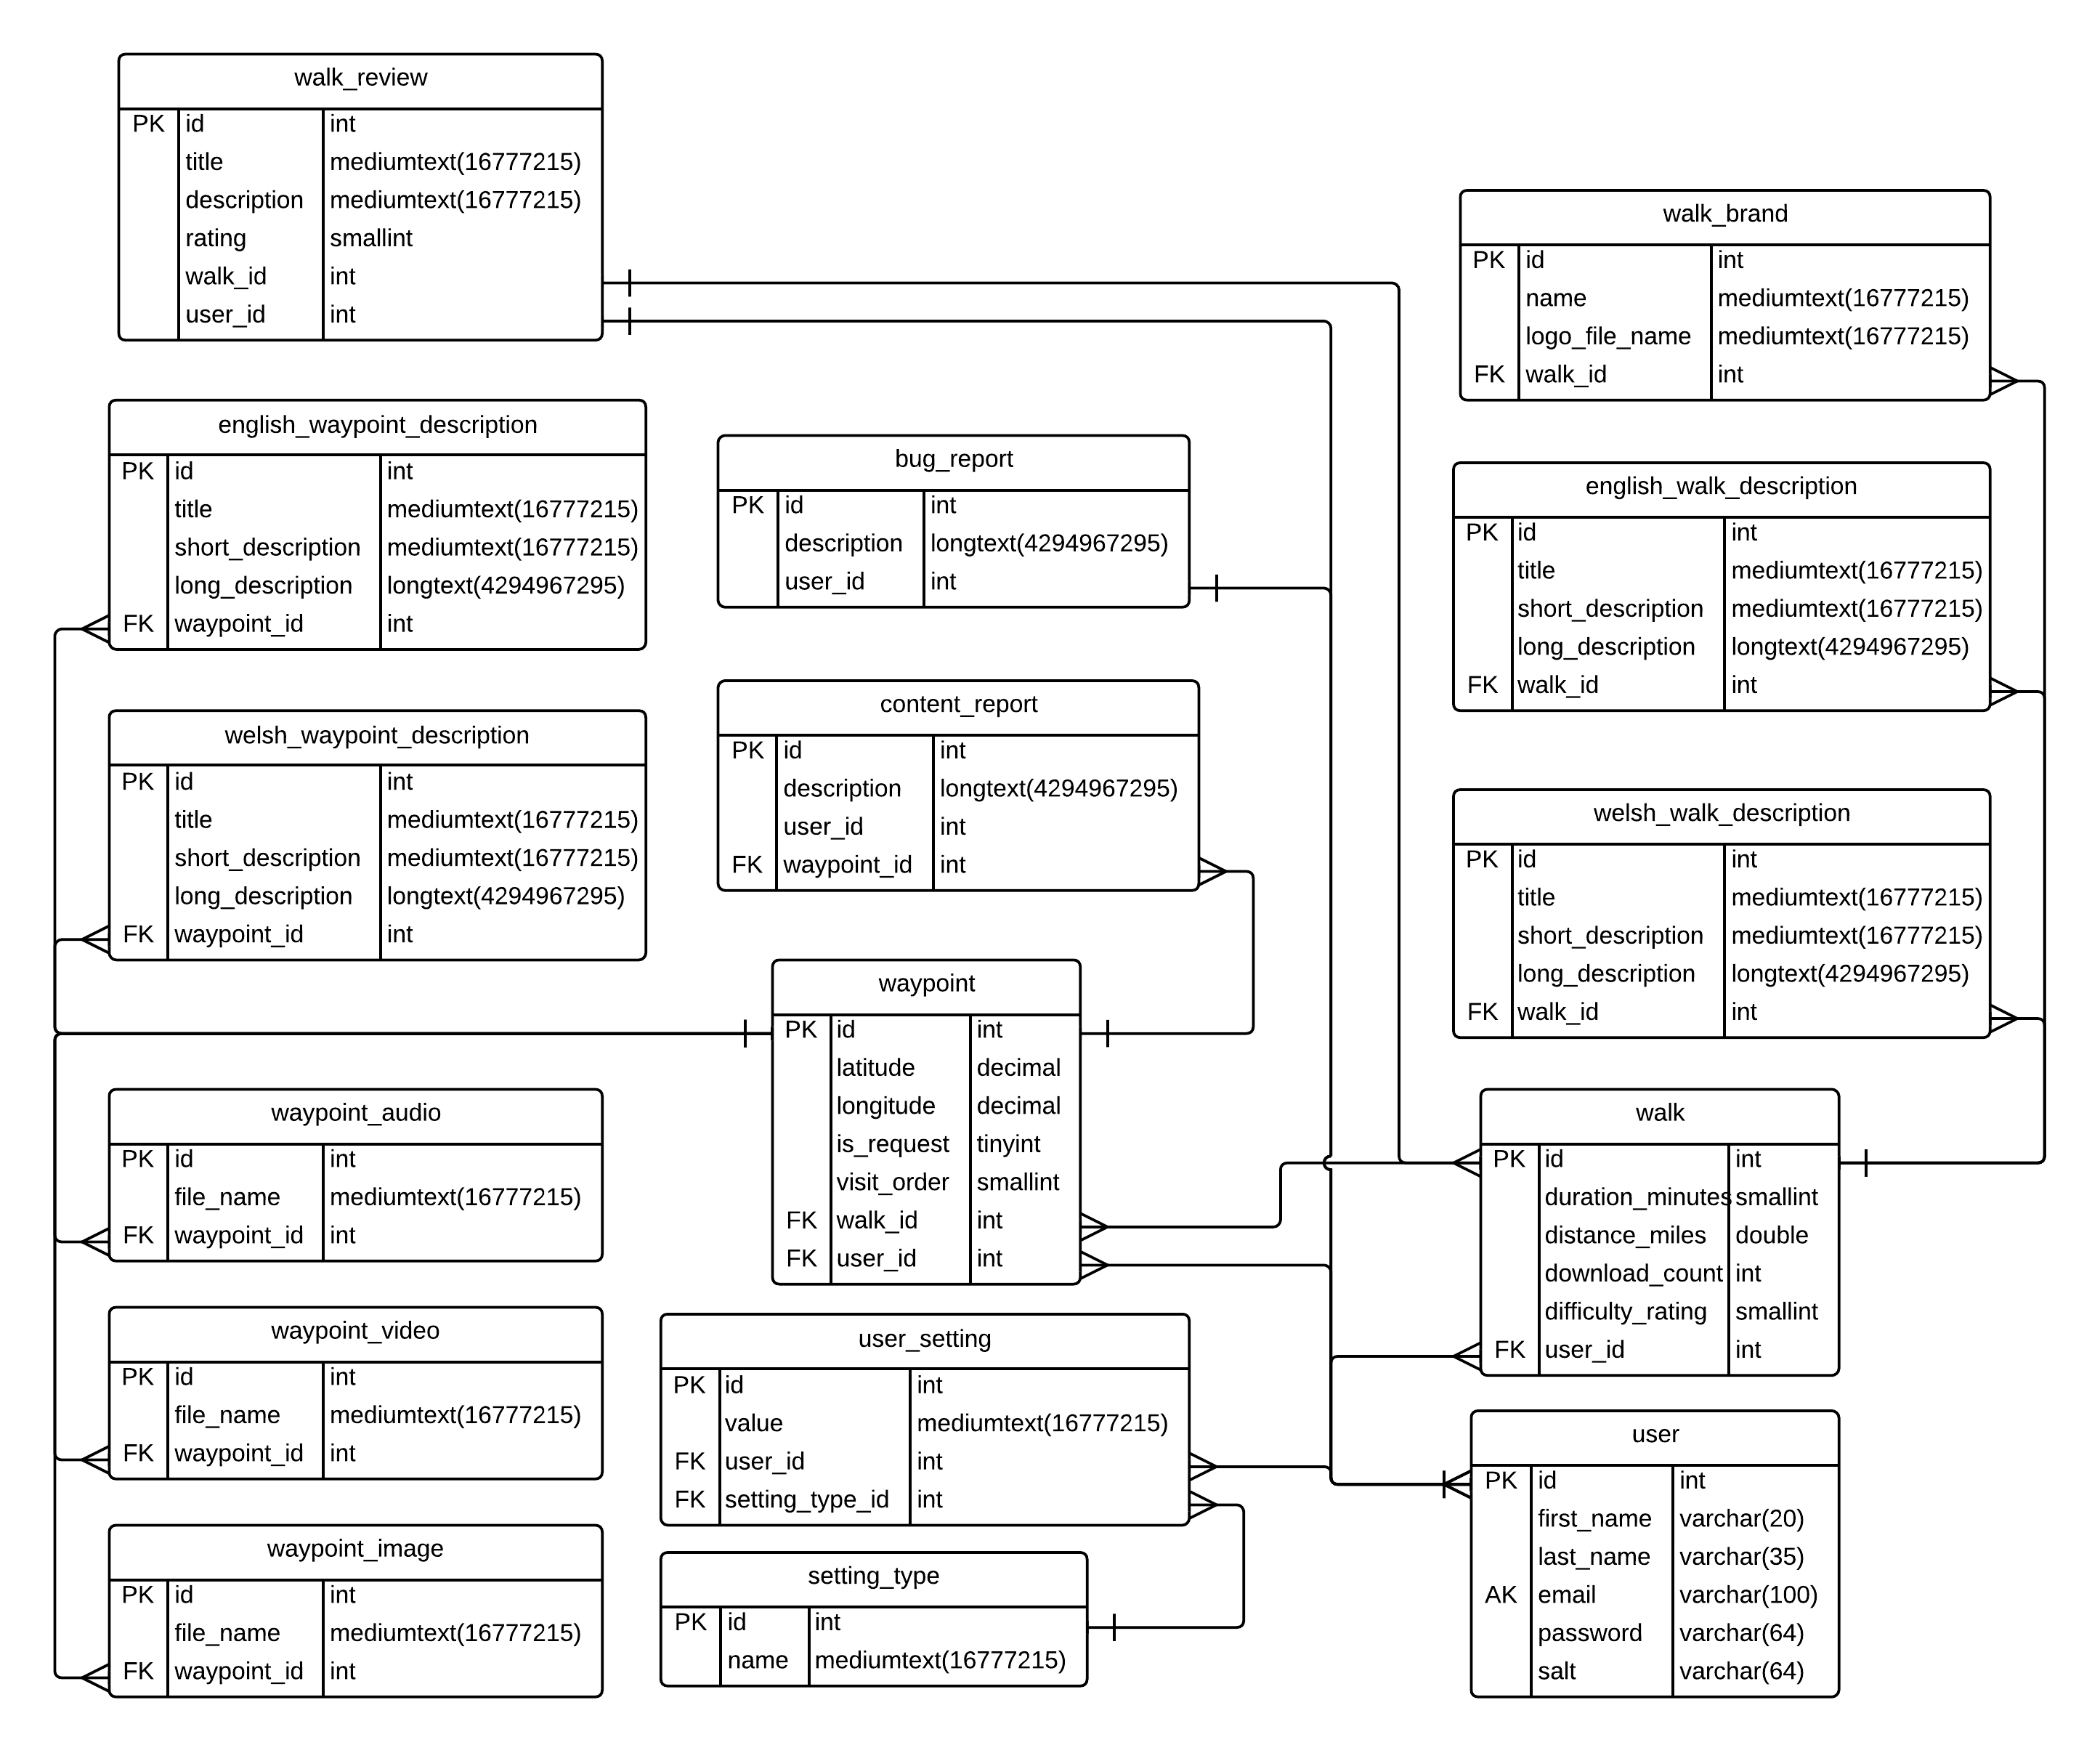 walk_review
PK id int
title mediumtext(16777215)
description mediumtext(16777215)
rating smallint
walk_id int
user_id int
walk_brand
PK id int
name mediumtext(16777215)
logo_file_name mediumtext(16777215)
FK walk_id int
english_waypoint_description
PK id int
title mediumtext(16777215)
short_description mediumtext(16777215)
long_description longtext(4294967295)
FK waypoint_id int
bug_report
PK id int
description longtext(4294967295)
user_id int
english_walk_description
PK id int
title mediumtext(16777215)
short_description mediumtext(16777215)
long_description longtext(4294967295)
FK walk_id int
welsh_waypoint_description
PK id int
title mediumtext(16777215)
short_description mediumtext(16777215)
long_description longtext(4294967295)
FK waypoint_id int
content_report
PK id int
description longtext(4294967295)
user_id int
FK waypoint_id int
welsh_walk_description
PK id int
title mediumtext(16777215)
short_description mediumtext(16777215)
long_description longtext(4294967295)
FK walk_id int
waypoint
PK id int
latitude decimal
longitude decimal
is_request tinyint
visit_order smallint
FK walk_id int
FK user_id int
waypoint_audio
PK id int
file_name mediumtext(16777215)
FK waypoint_id int
walk
PK id int
duration_minutes smallint
distance_miles double
download_count int
difficulty_rating smallint
FK user_id int
waypoint_video
PK id int
file_name mediumtext(16777215)
FK waypoint_id int
user_setting
PK id int
value mediumtext(16777215)
FK user_id int
FK setting_type_id int
user
PK id int
first_name varchar(20)
last_name varchar(35)
AK email varchar(100)
password varchar(64)
salt varchar(64)
waypoint_image
PK id int
file_name mediumtext(16777215)
FK waypoint_id int
setting_type
PK id int
name mediumtext(16777215)